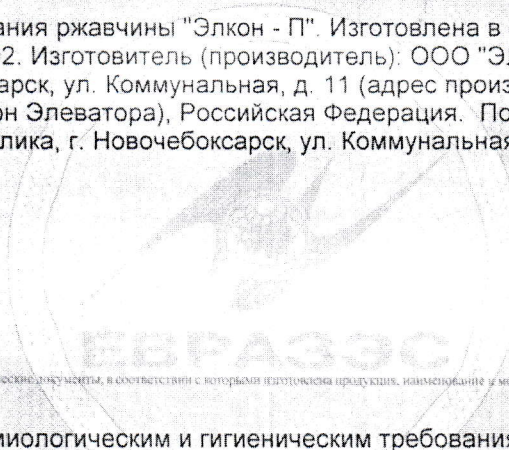 ания ржавчины "Элкон - П". Изготовлена в
2. Изготовитель (производитель): ООО "Эл
арск, ул. Коммунальная, д. 11 (адрес произ
он Элеватора), Российская Федерация. По
лика, г. Новочебоксарск, ул. Коммунальная
ЕВРАЗЭС
ческие документы, в соответствии с которыми изготовлена продукция, наименование и м
миологическим и гигиеническим требования